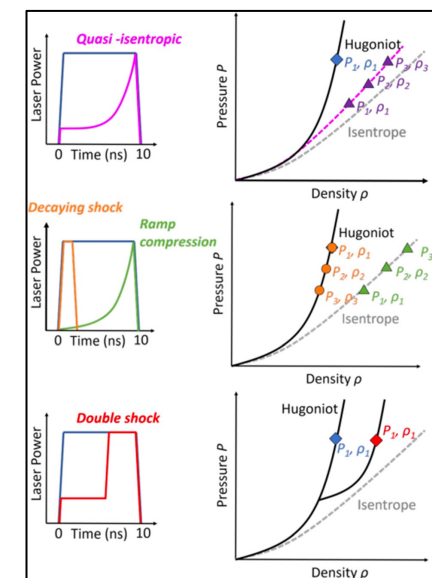 Quasi -isentropic
Laser Power
0 Time (ns) 10
Hugoniot
P₁, ρ₁
P₃, ρ₃
P₂, ρ₂
P₁, ρ₁
Isentrope
Pressure P
Density ρ
Decaying shock
Ramp
compression
Laser Power
0 Time (ns) 10
Hugoniot
P₁, ρ₁
P₂, ρ₂
P₃, ρ₃
P₃
P₂, ρ₂
P₁, ρ₁
Isentrope
Pressure P
Density ρ
Double shock
Laser Power
0 Time (ns) 10
Hugoniot
P₁, ρ₁
P₁, ρ₁
Isentrope
Pressure P
Density ρ